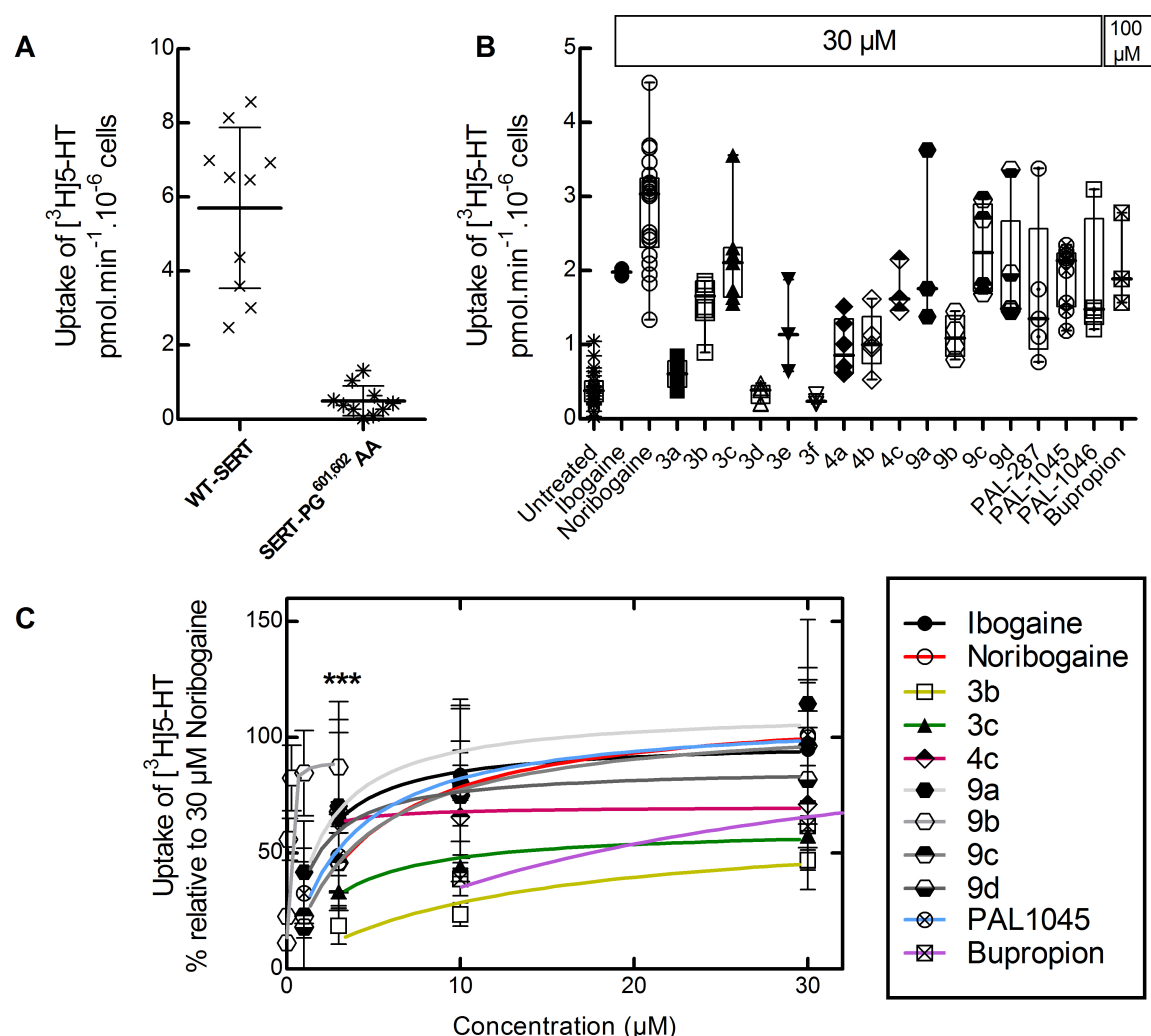 A
Uptake of [³H]5-HT
pmol.min⁻¹.10⁻⁶ cells
10
8
6
4
2
0
WT-SERT
SERT-PG⁶⁰¹,⁶⁰² AA
B
30 µM
100
µM
Uptake of [³H]5-HT
pmol.min⁻¹.10⁻⁶ cells
5
4
3
2
1
0
Untreated
Ibogaine
Noribogaine
3a
3b
3c
3d
3e
3f
4a
4b
4c
9a
9b
9c
9d
PAL-287
PAL-1045
PAL-1046
Bupropion
C
Uptake of [³H]5-HT
% relative to 30 µM Noribogaine
150
100
50
0
***
0
10
20
30
Concentration (µM)
Ibogaine
Noribogaine
3b
3c
4c
9a
9b
9c
9d
PAL1045
Bupropion